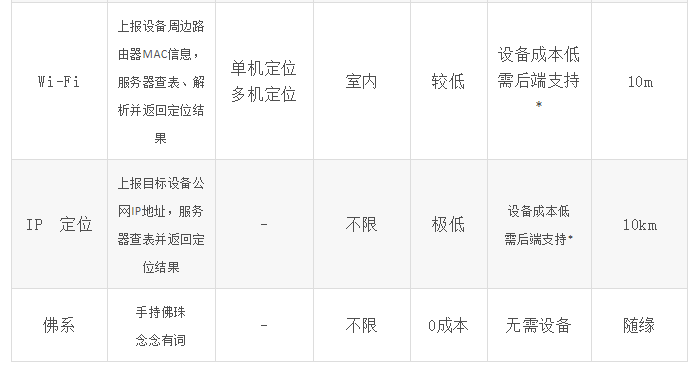 Wi-Fi
上报设备周边路
由器MAC信息，
服务器查表、解
析并返回定位结
果
单机定位
多机定位
室内
较低
设备成本低
需后端支持
*
10m
IP 定位
上报目标设备公
网IP地址，服务
器查表并返回定
位结果
-
不限
极低
设备成本低
需后端支持*
10km
佛系
手持佛珠
念念有词
-
不限
0成本
无需设备
随缘